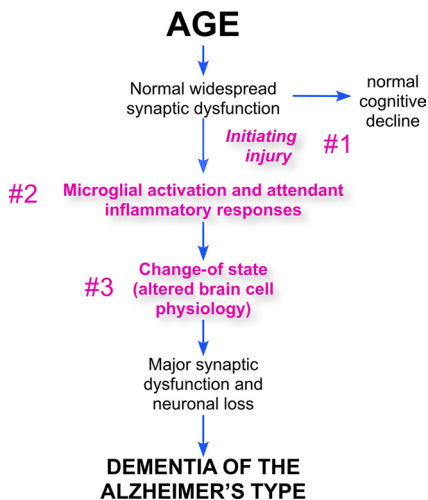 AGE
Normal widespread
synaptic dysfunction
normal
cognitive
decline
Initiating
injury
#1
#2
Microglial activation and attendant
inflammatory responses
#3
Change-of state
(altered brain cell
physiology)
Major synaptic
dysfunction and
neuronal loss
DEMENTIA OF THE
ALZHEIMER'S TYPE